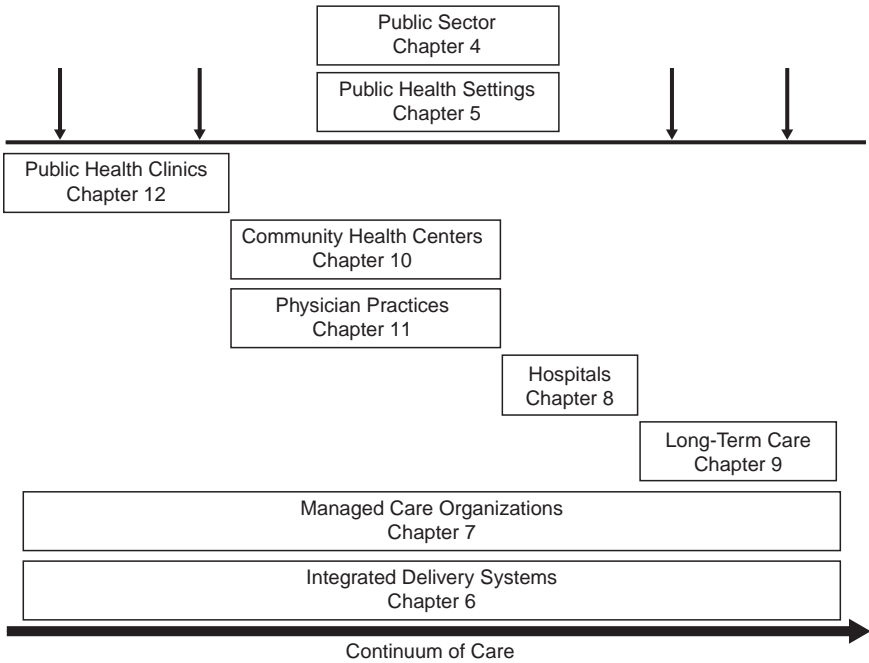 Public Sector
Chapter 4
Public Health Settings
Chapter 5
Public Health Clinics
Chapter 12
Community Health Centers
Chapter 10
Physician Practices
Chapter 11
Hospitals
Chapter 8
Long-Term Care
Chapter 9
Managed Care Organizations
Chapter 7
Integrated Delivery Systems
Chapter 6
Continuum of Care